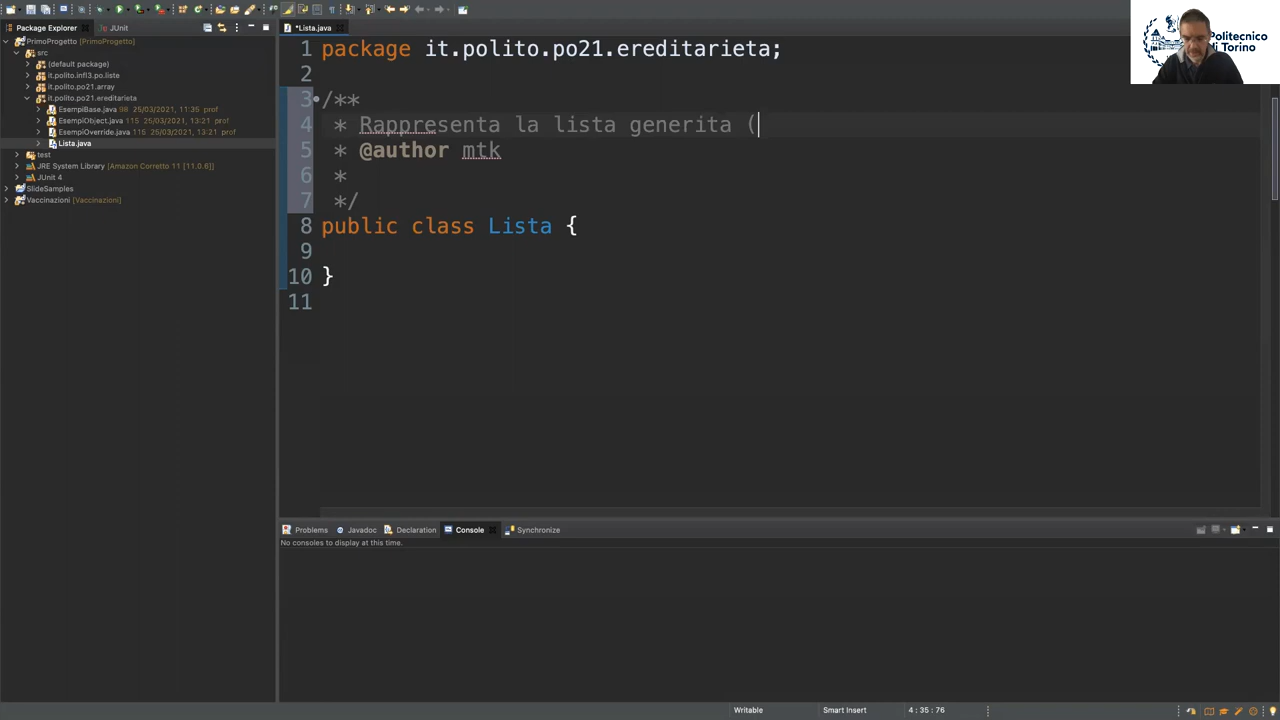 *Lista.java
Package Explorer
JUnit
PrimoProgetto [PrimoProgetto]
src
(default package)
it.polito.infl3.po.liste
it.polito.po21.array
it.polito.po21.ereditarieta
EsempiBase.java 98 25/03/2021, 11:35 prof
EsempiObject.java 115 25/03/2021, 13:21 prof
EsempiOverride.java 115 25/03/2021, 13:21 prof
Lista.java
test
JRE System Library [Amazon Corretto 11 [11.0.6]]
JUnit 4
SlideSamples
Vaccinazioni [Vaccinazioni]
1 package it.polito.po21.ereditarieta;
2
3 /**
4 * Rappresenta la lista generita (
5 * @author mtk
6 *
7 */
8 public class Lista {
9
10 }
11
Politecnico
di Torino
Problems
Javadoc
Declaration
Console
Synchronize
No consoles to display at this time.
Writable
Smart Insert
4 : 35 : 76